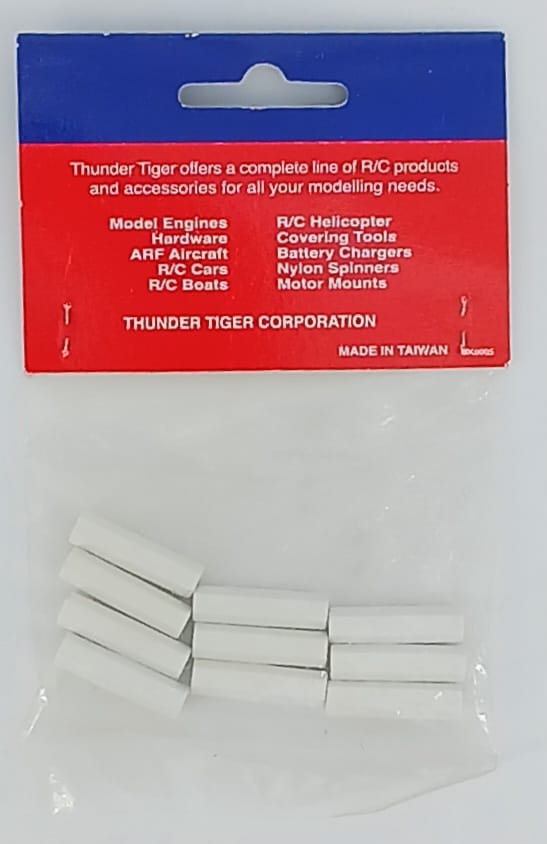 Thunder Tiger offers a complete line of R/C products
and accessories for all your modelling needs.
Model Engines
Hardware
ARF Aircraft
R/C Cars
R/C Boats
R/C Helicopter
Covering Tools
Battery Chargers
Nylon Spinners
Motor Mounts
THUNDER TIGER CORPORATION
MADE IN TAIWAN